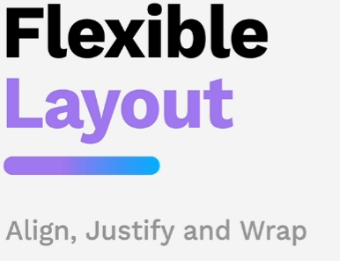 Flexible
Layout
Align, Justify and Wrap